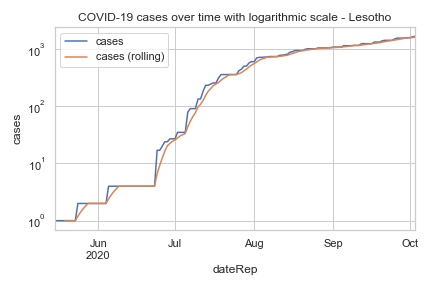 COVID-19 cases over time with logarithmic scale - Lesotho
cases
cases (rolling)
10³
10²
10¹
10⁰
cases
Jun
2020
Jul
Aug
Sep
Oct
dateRep